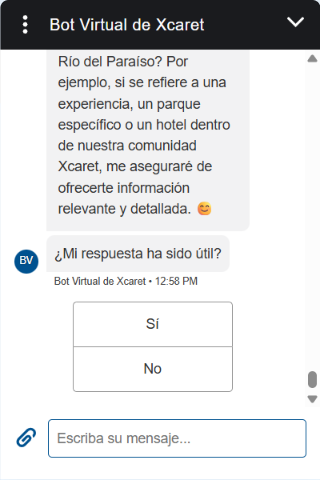 Bot Virtual de Xcaret
Río del Paraíso? Por
ejemplo, si se refiere a una
experiencia, un parque
específico o un hotel dentro
de nuestra comunidad
Xcaret, me aseguraré de
ofrecerte información
relevante y detallada. 😊
¿Mi respuesta ha sido útil?
BV
Bot Virtual de Xcaret • 12:58 PM
Sí
No
Escriba su mensaje...